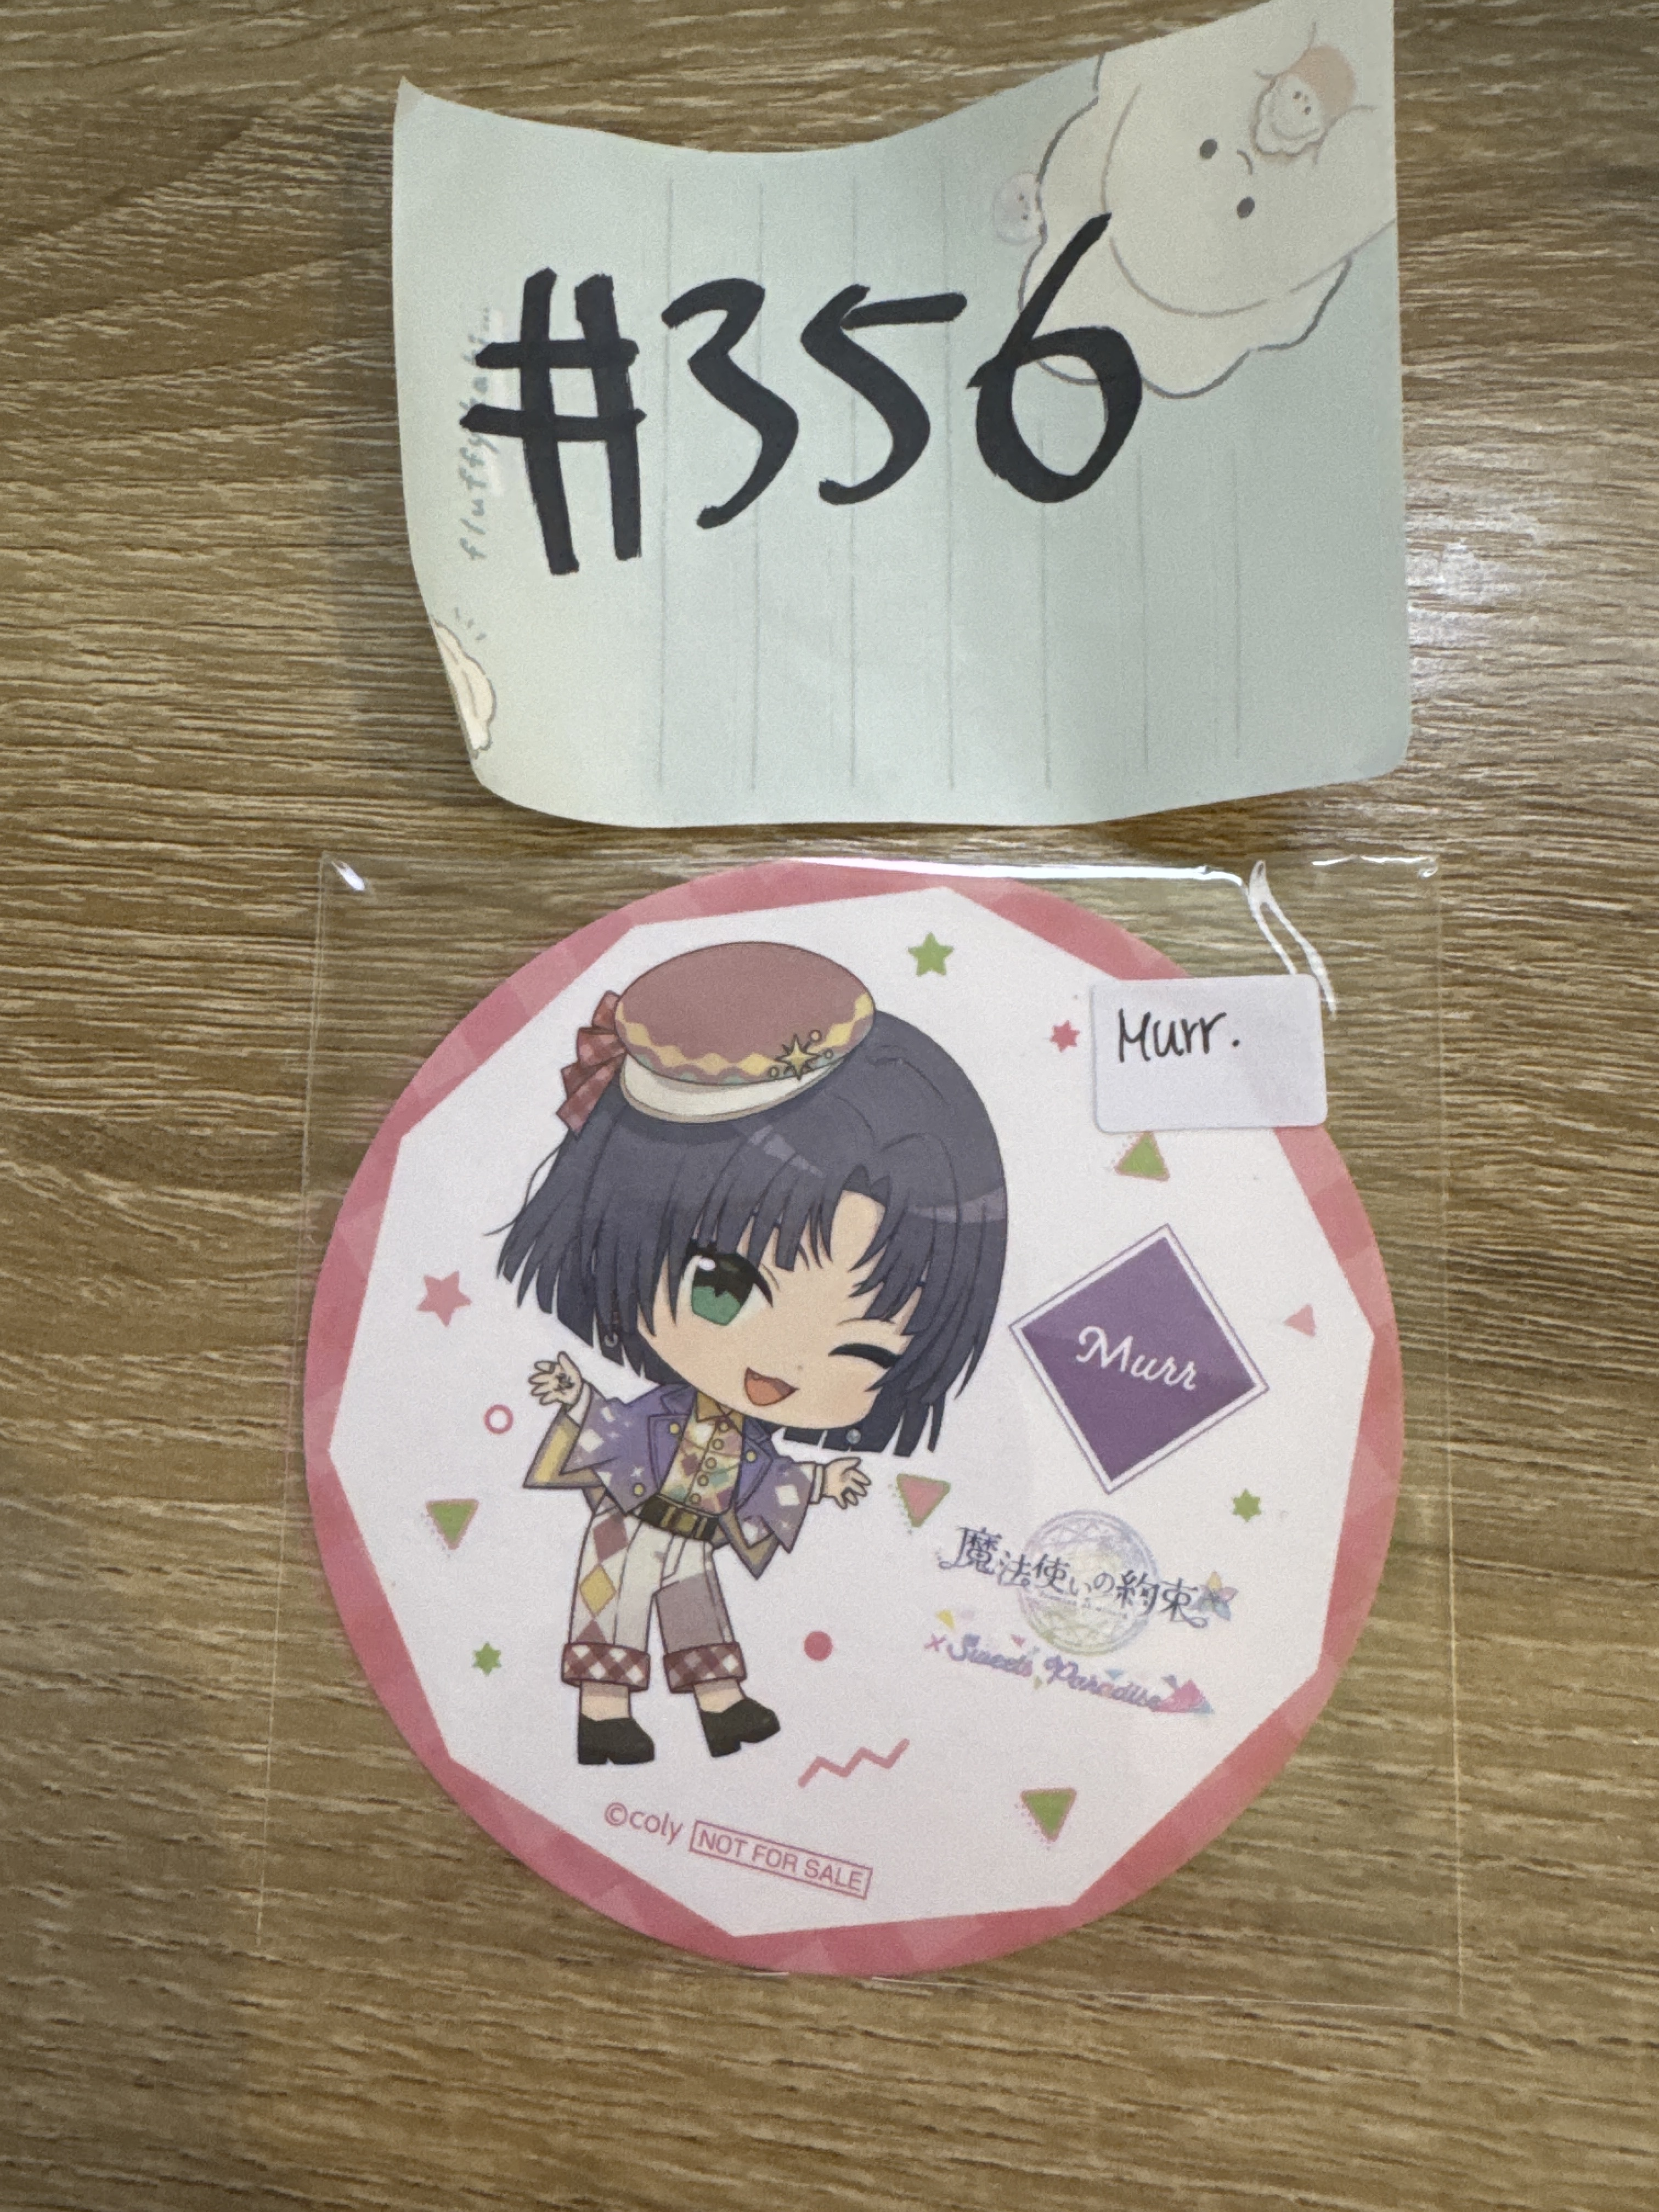 #356
fluffy
Murr.
Murr
魔法使いの約束
× Sweets Paradise
©coly NOT FOR SALE